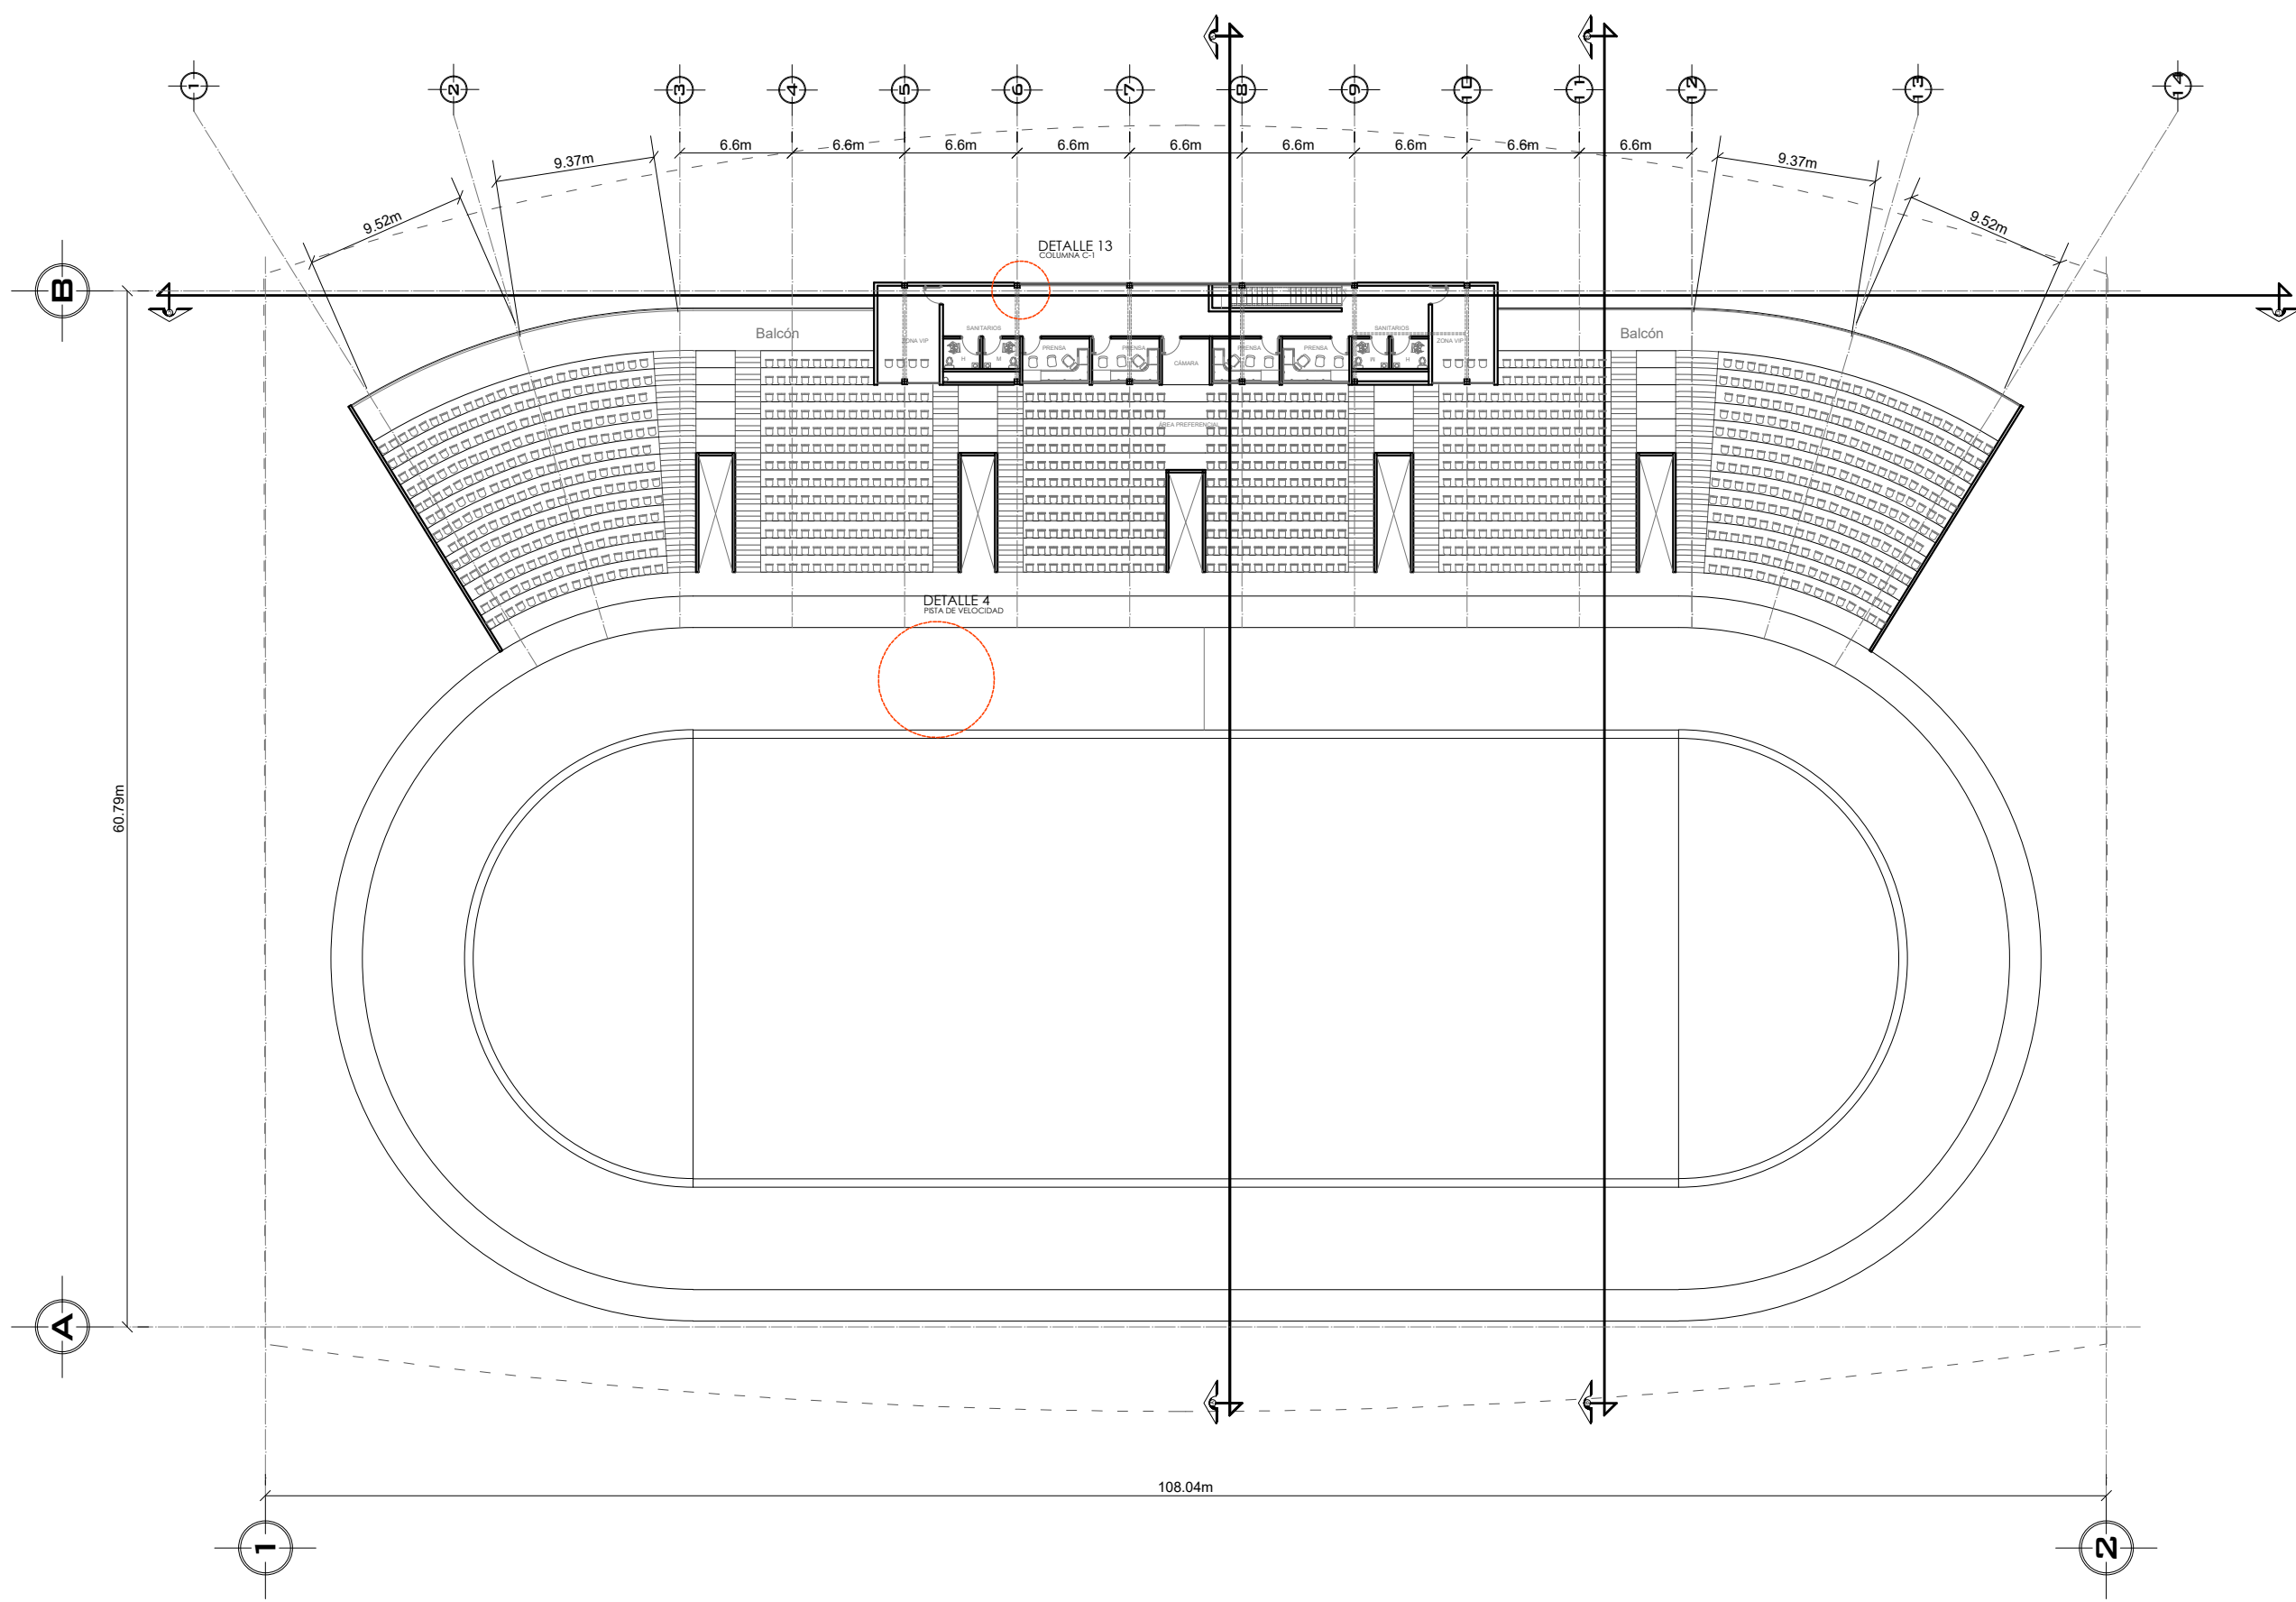 1
2
3
4
5
6
7
8
9
10
11
12
13
14
6.6m
6.6m
6.6m
6.6m
6.6m
6.6m
6.6m
6.6m
6.6m
9.37m
9.37m
9.52m
9.52m
DETALLE 13
COLUMNA C-1
B
Balcón
Balcón
SANITARIOS
SANITARIOS
ZONA VIP
ZONA VIP
PRENSA
PRENSA
PRENSA
PRENSA
CÁMARA
H
M
M
H
ÁREA PREFERENCIAL
DETALLE 4
PISTA DE VELOCIDAD
60.79m
A
108.04m
1
2